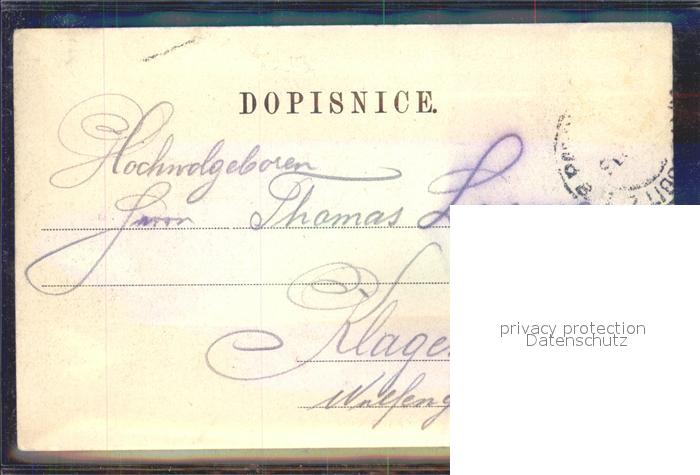 DOPISNICE.
Hochwolgeboren
Herrn Thomas L
Klage
privacy protection
Datenschutz